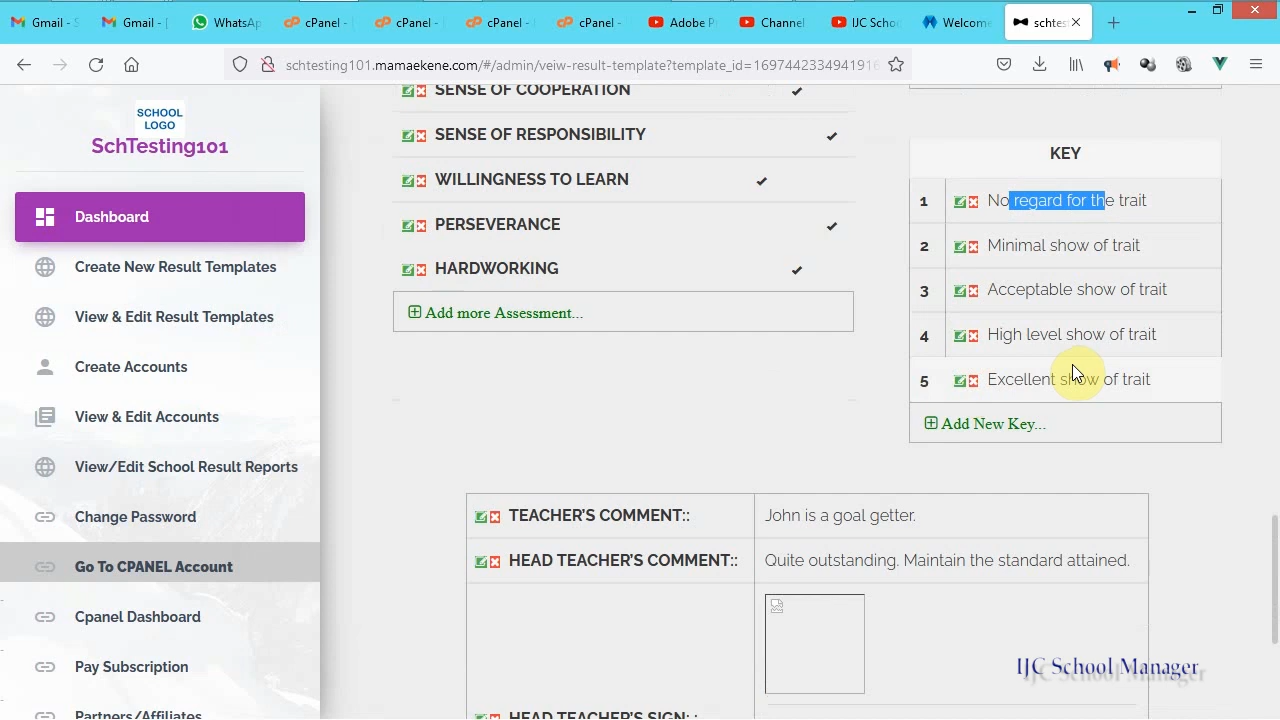 Gmail - S
Gmail - [
WhatsAp
cPanel -
cPanel -
cPanel -
cPanel -
Adobe P
Channel
IJC Schoo
Welcome
schtes
schtesting101.mamaekene.com/#/admin/veiw-result-template?template_id=1697442334941916
SCHOOL
LOGO
SchTesting101
Dashboard
Create New Result Templates
View & Edit Result Templates
Create Accounts
View & Edit Accounts
View/Edit School Result Reports
Change Password
Go To CPANEL Account
Cpanel Dashboard
Pay Subscription
Partners/Affiliates
SENSE OF COOPERATION
SENSE OF RESPONSIBILITY
WILLINGNESS TO LEARN
PERSEVERANCE
HARDWORKING
Add more Assessment...
KEY
1 No regard for the trait
2 Minimal show of trait
3 Acceptable show of trait
4 High level show of trait
5 Excellent show of trait
Add New Key...
TEACHER'S COMMENT:: John is a goal getter.
HEAD TEACHER'S COMMENT:: Quite outstanding. Maintain the standard attained.
HEAD TEACHER'S SIGN: :
IJC School Manager